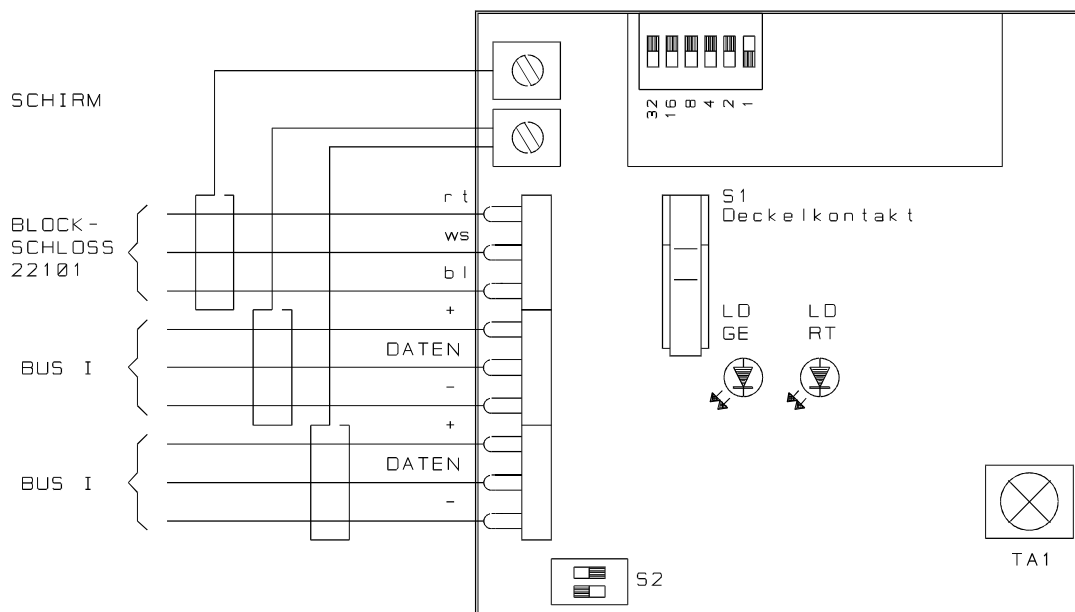 SCHIRM
32
16
8
4
2
1
BLOCK-
SCHLOSS
22101
rt
ws
bl
S1
Deckelkontakt
BUS I
+
DATEN
-
LD
GE
LD
RT
BUS I
+
DATEN
-
TA1
S2